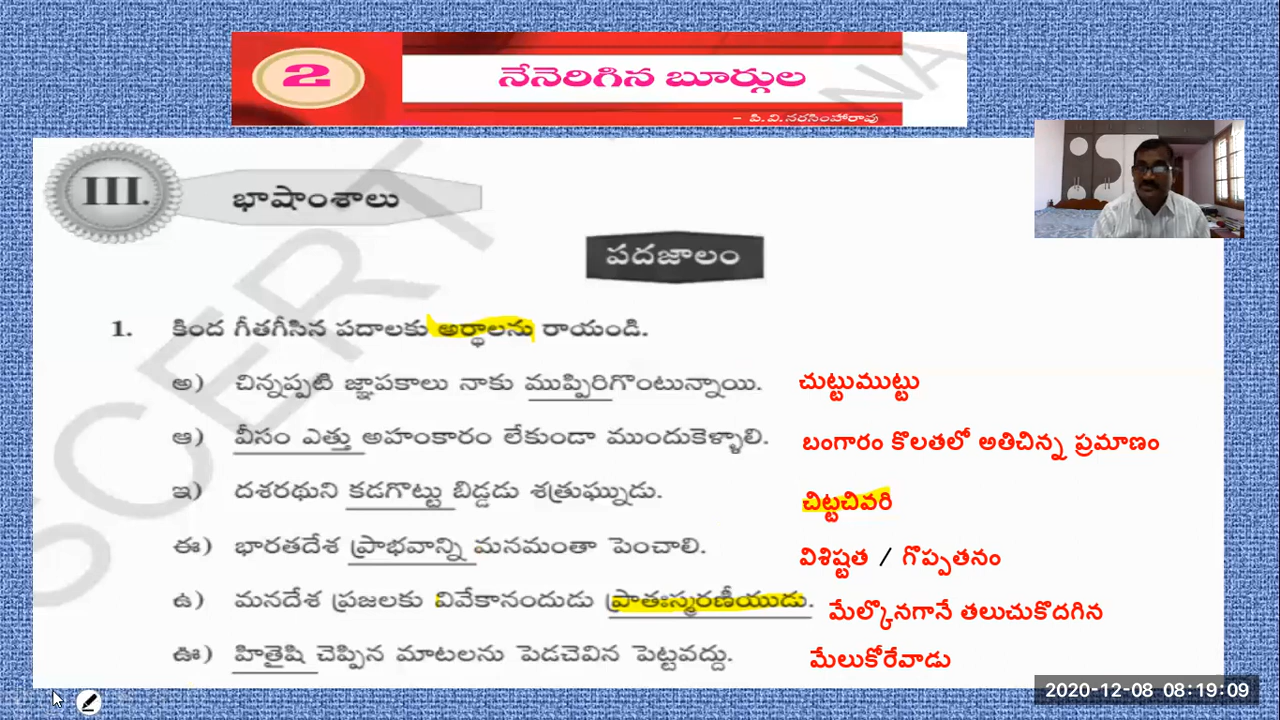 2
నేనెరిగిన బూర్గుల
- పి.వి.నరసింహారావు
III.
భాషాంశాలు
పదజాలం
1. కింద గీతగీసిన పదాలకు అర్థాలను రాయండి.
అ) చిన్నప్పటి జ్ఞాపకాలు నాకు ముప్పిరిగొంటున్నాయి. చుట్టుముట్టు
ఆ) వీసం ఎత్తు అహంకారం లేకుండా ముందుకెళ్ళాలి. బంగారం కొలతలో అతిచిన్న ప్రమాణం
ఇ) దశరథుని కడగొట్టు బిడ్డడు శత్రుఘ్నుడు. చిట్టచివరి
ఈ) భారతదేశ ప్రాభవాన్ని మనమంతా పెంచాలి. విశిష్టత / గొప్పతనం
ఉ) మనదేశ ప్రజలకు వివేకానందుడు ప్రాతఃస్మరణీయుడు. మేల్కొనగానే తలుచుకొదగిన
ఊ) హితైషి చెప్పిన మాటలను పెడచెవిన పెట్టవద్దు. మేలుకోరేవాడు
SCERT
NA
2020-12-08 08:19:09